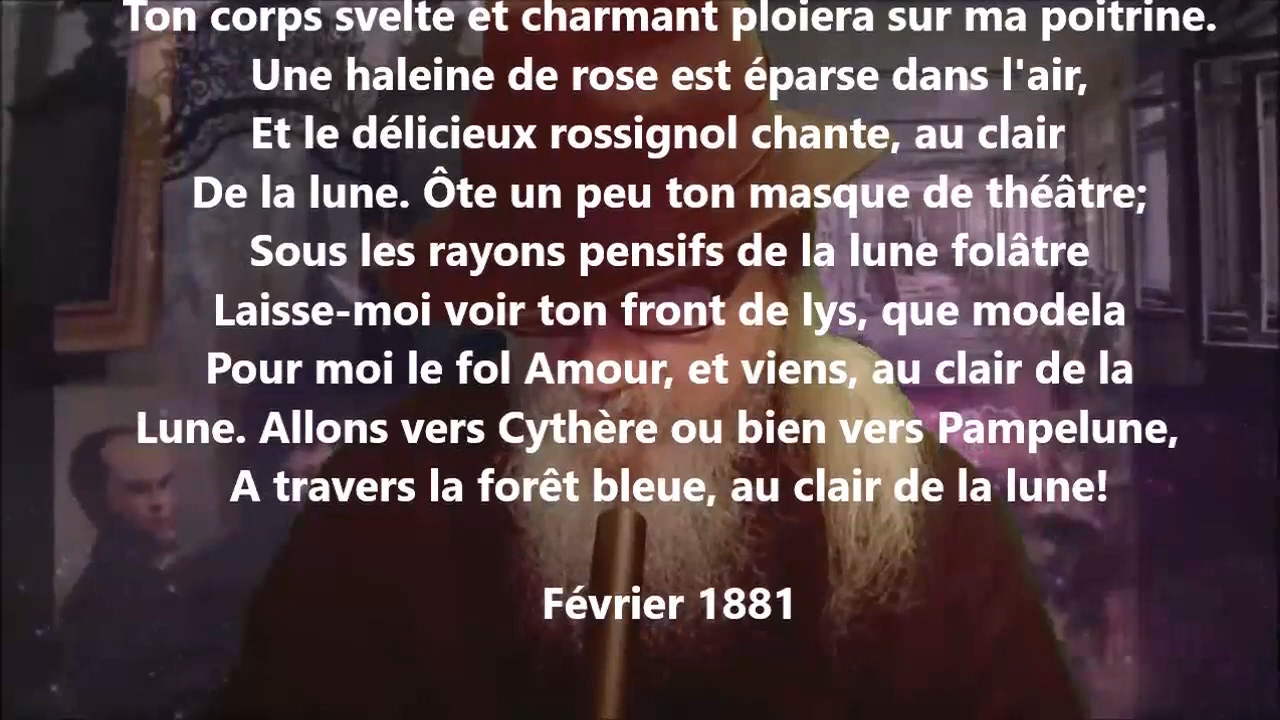 Ton corps svelte et charmant ploiera sur ma poitrine.
Une haleine de rose est éparse dans l'air,
Et le délicieux rossignol chante, au clair
De la lune. Ôte un peu ton masque de théâtre;
Sous les rayons pensifs de la lune folâtre
Laisse-moi voir ton front de lys, que modela
Pour moi le fol Amour, et viens, au clair de la
Lune. Allons vers Cythère ou bien vers Pampelune,
A travers la forêt bleue, au clair de la lune!
Février 1881